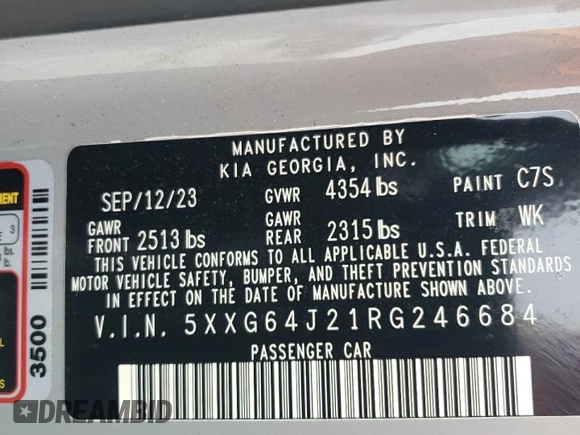 MANUFACTURED BY
KIA GEORGIA, INC.
SEP/12/23 GVWR 4354 lbs PAINT C7S
GAWR FRONT 2513 lbs GAWR REAR 2315 lbs TRIM WK
THIS VEHICLE CONFORMS TO ALL APPLICABLE U.S.A. FEDERAL
MOTOR VEHICLE SAFETY, BUMPER, AND THEFT PREVENTION STANDARDS
IN EFFECT ON THE DATE OF MANUFACTURE SHOWN ABOVE.
V.I.N. 5XXG64J21RG246684
PASSENGER CAR
3500
3
DREAMBID